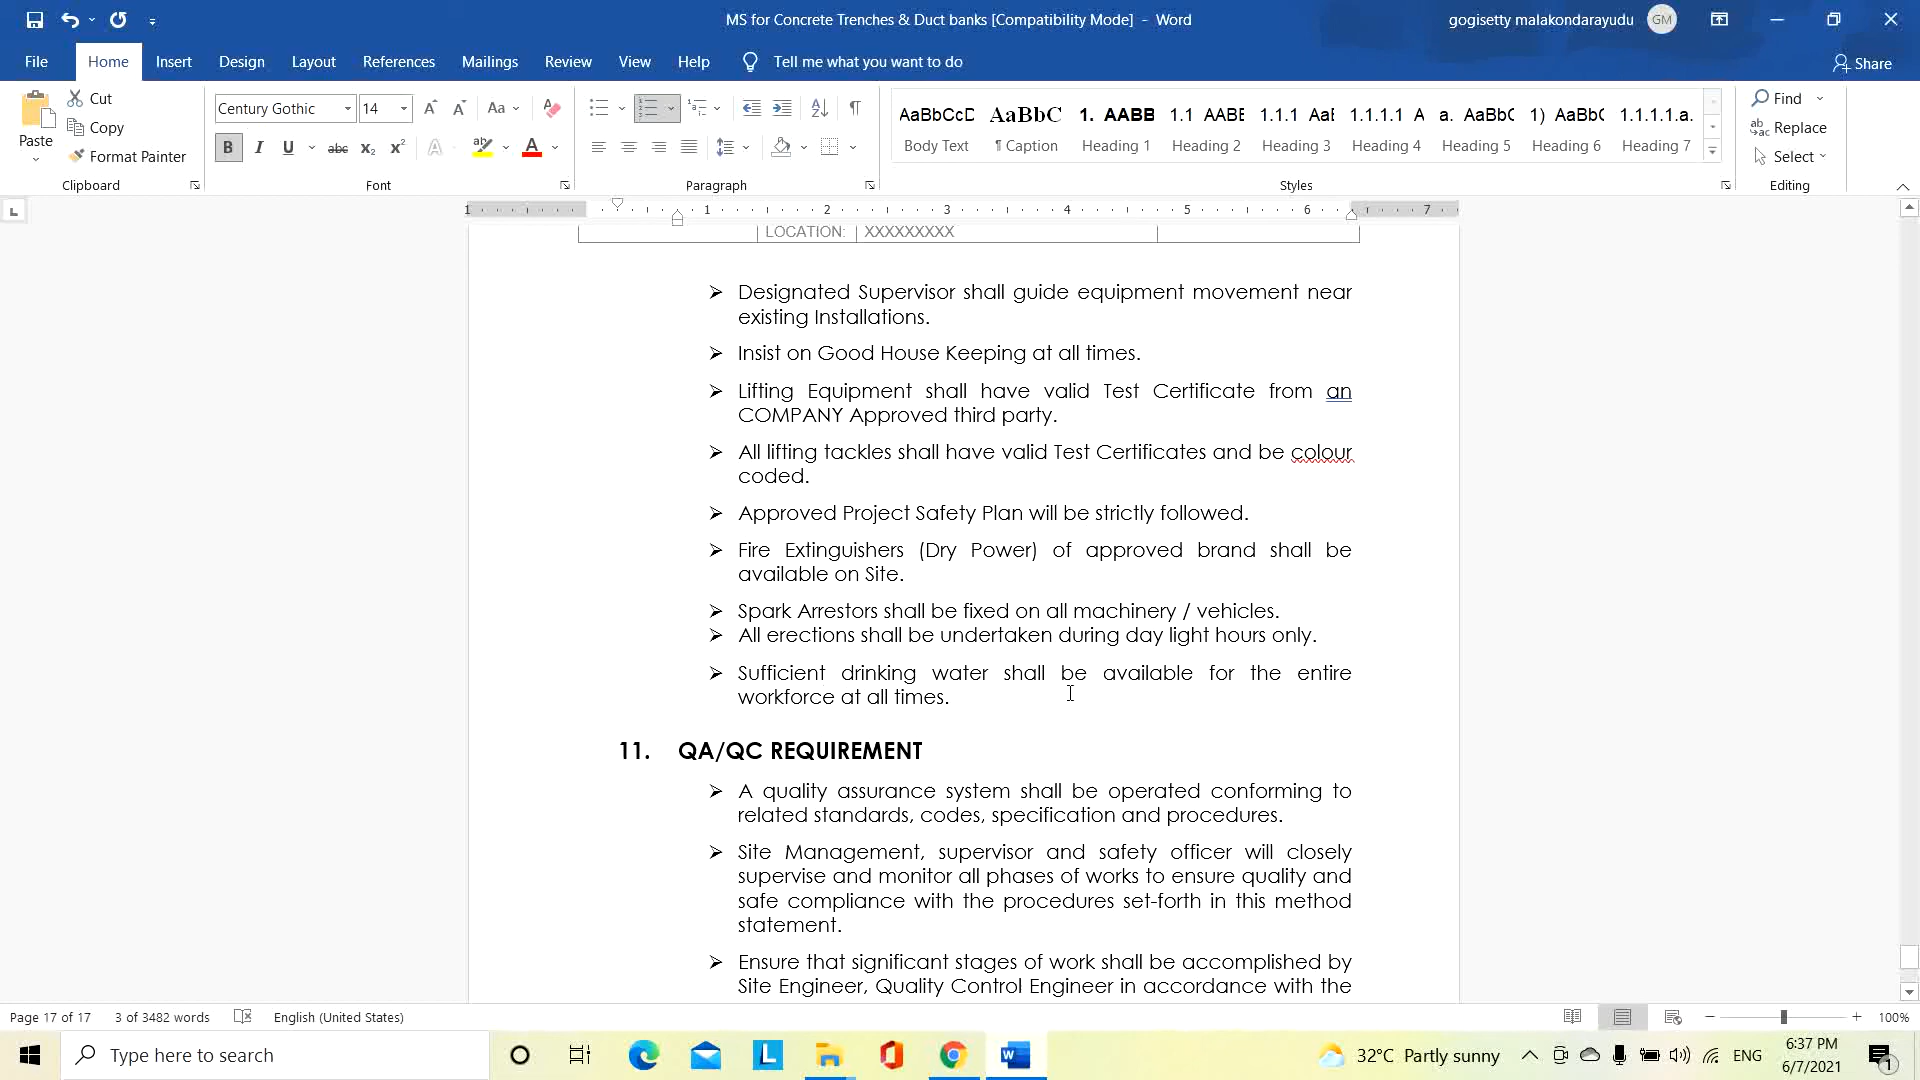 MS for Concrete Trenches & Duct banks [Compatibility Mode] - Word
gogisetty malakondarayudu GM
File Home Insert Design Layout References Mailings Review View Help Tell me what you want to do Share
Paste
Cut
Copy
Format Painter
Clipboard
Century Gothic 14
B I U abc X₂ X² Aa A A
Font
Paragraph
AaBbCcD AaBbC 1. AABB 1.1 AABE 1.1.1 AaE 1.1.1.1 A a. AaBbC 1) AaBbC 1.1.1.1.a.
Body Text ¶ Caption Heading 1 Heading 2 Heading 3 Heading 4 Heading 5 Heading 6 Heading 7
Styles
Find
Replace
Select
Editing
1 1 2 3 4 5 6 7
LOCATION: XXXXXXXXX
➢ Designated Supervisor shall guide equipment movement near
existing Installations.
➢ Insist on Good House Keeping at all times.
➢ Lifting Equipment shall have valid Test Certificate from an
COMPANY Approved third party.
➢ All lifting tackles shall have valid Test Certificates and be colour
coded.
➢ Approved Project Safety Plan will be strictly followed.
➢ Fire Extinguishers (Dry Power) of approved brand shall be
available on Site.
➢ Spark Arrestors shall be fixed on all machinery / vehicles.
➢ All erections shall be undertaken during day light hours only.
➢ Sufficient drinking water shall be available for the entire
workforce at all times.
11. QA/QC REQUIREMENT
➢ A quality assurance system shall be operated conforming to
related standards, codes, specification and procedures.
➢ Site Management, supervisor and safety officer will closely
supervise and monitor all phases of works to ensure quality and
safe compliance with the procedures set-forth in this method
statement.
➢ Ensure that significant stages of work shall be accomplished by
Site Engineer, Quality Control Engineer in accordance with the
Page 17 of 17 3 of 3482 words English (United States) 100%
Type here to search
32°C Partly sunny ENG
6:37 PM
6/7/2021
1